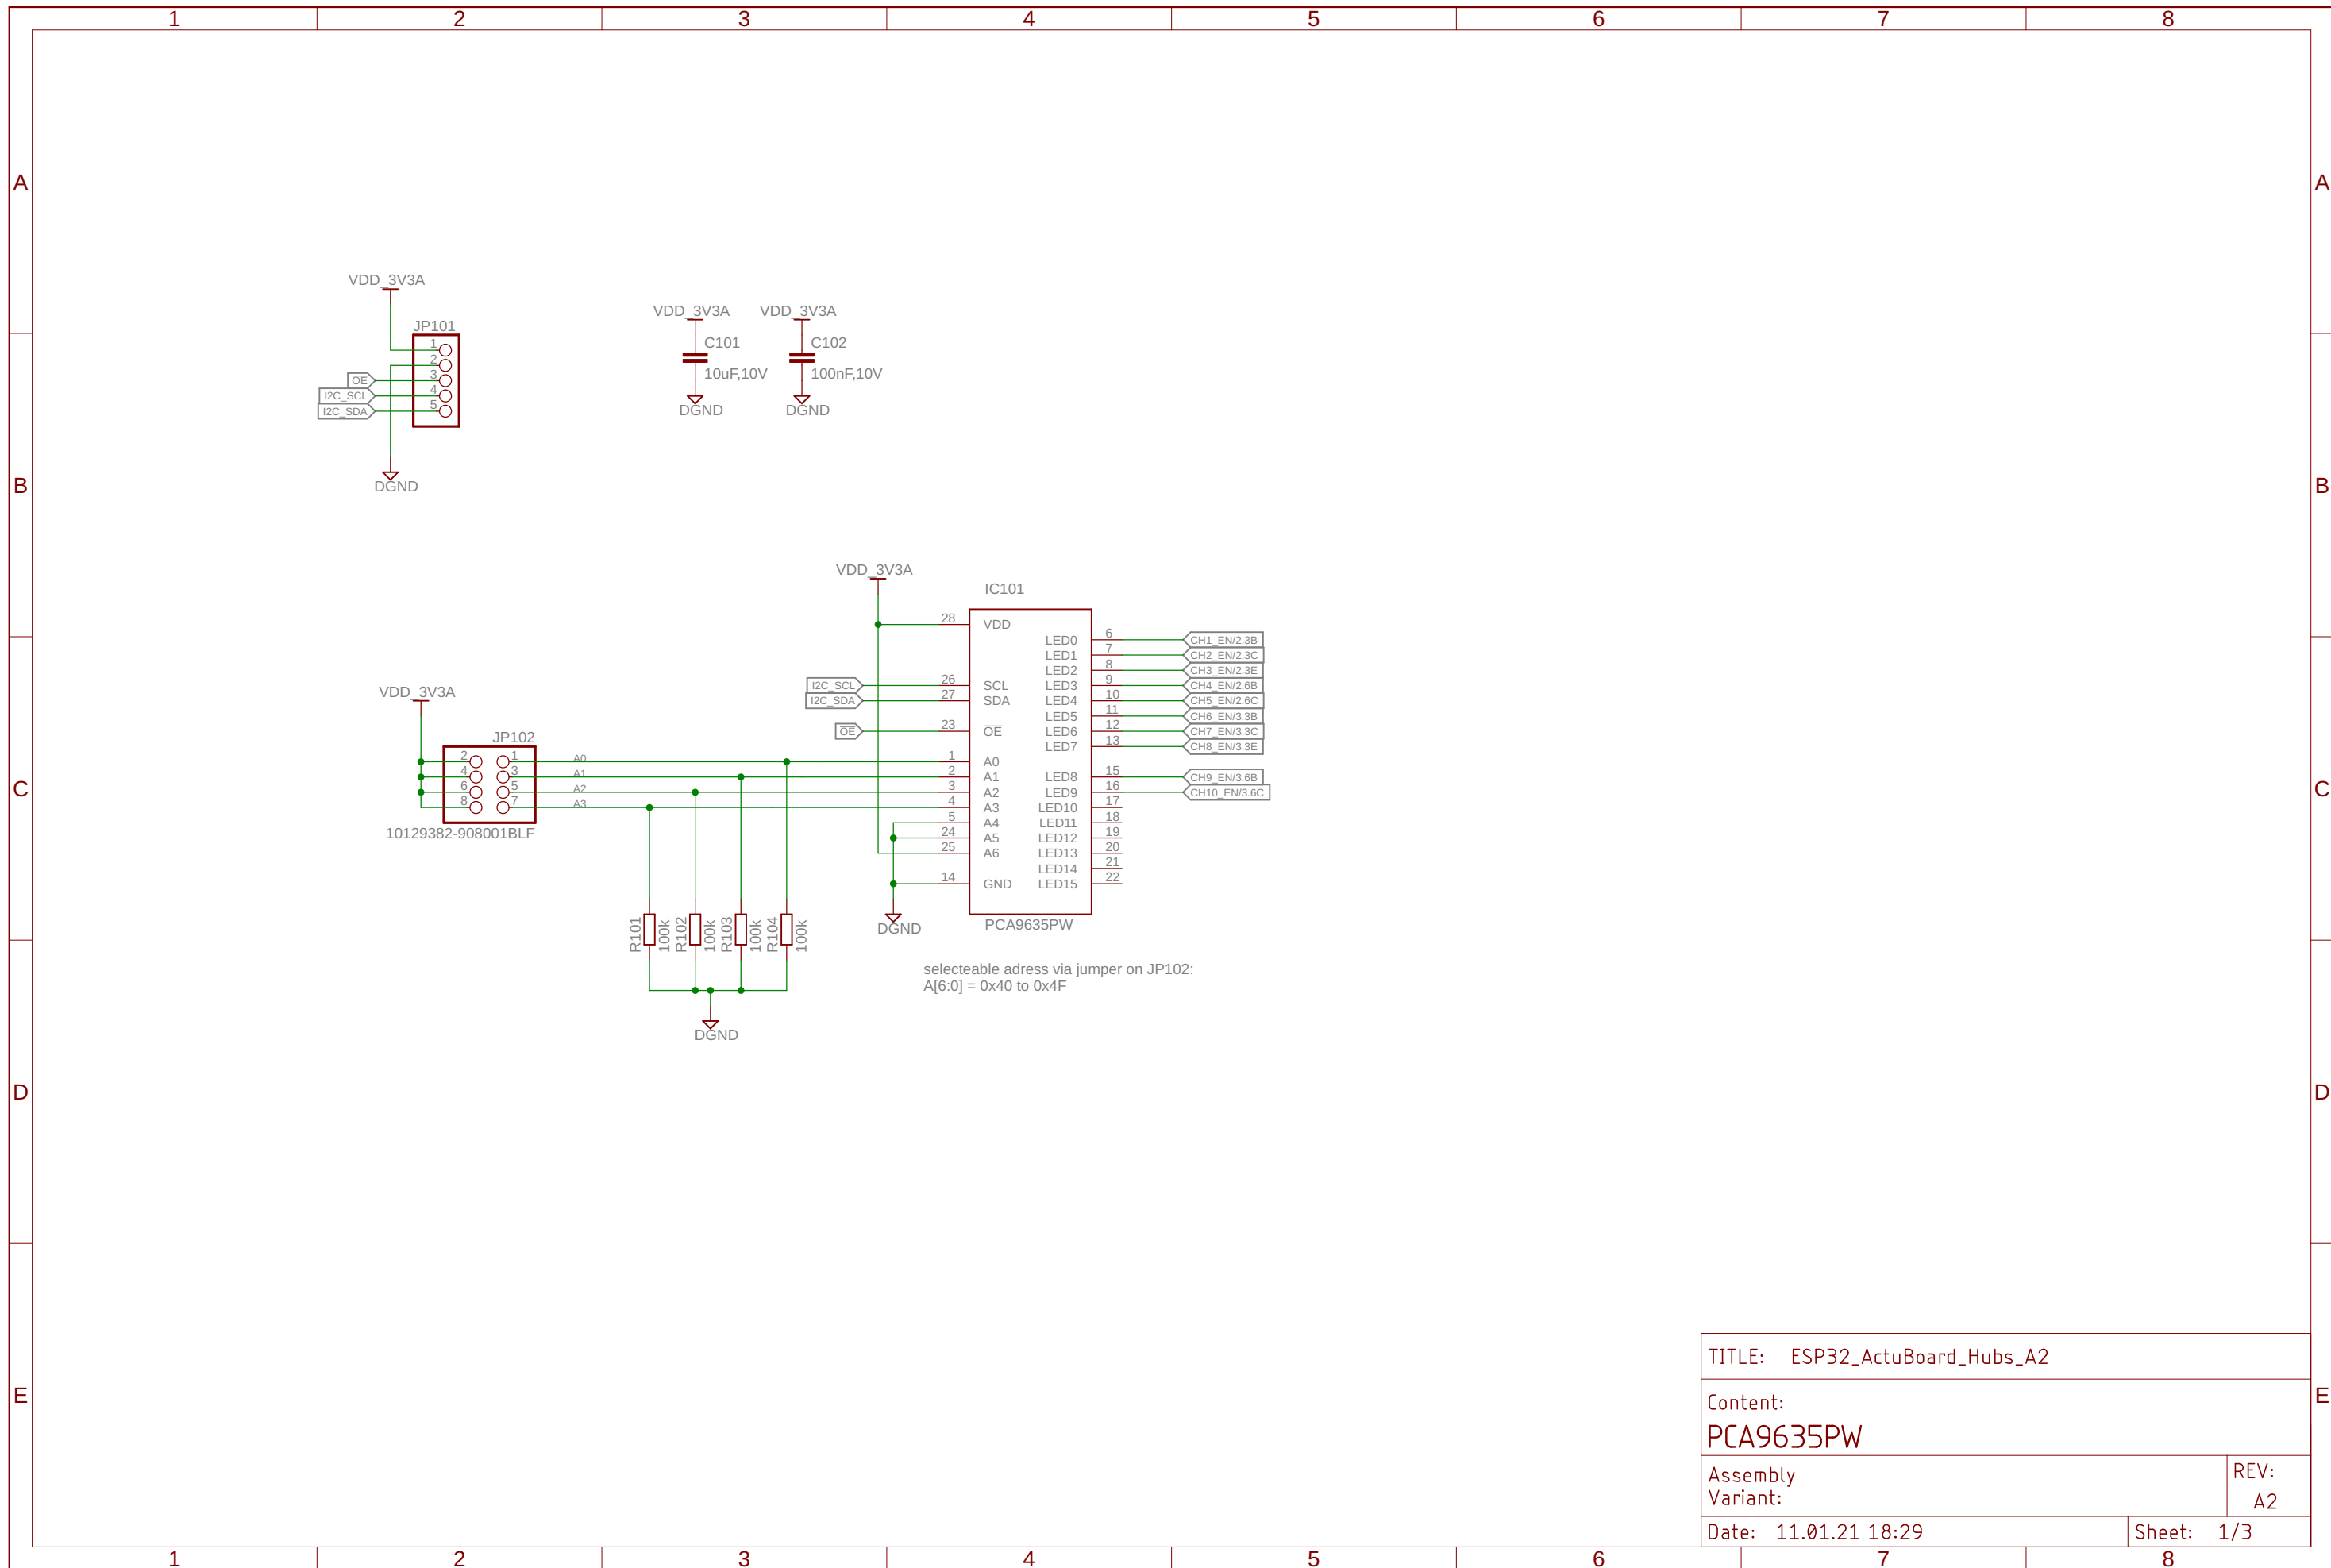 1 2 3 4 5 6 7 8
A A
VDD_3V3A
JP101
1
2
3
4
5
OE
I2C_SCL
I2C_SDA
DGND
VDD_3V3A
C101
10uF,10V
DGND
VDD_3V3A
C102
100nF,10V
DGND
B B
VDD_3V3A
IC101
28 VDD
26 SCL
27 SDA
23 OE
1 A0
2 A1
3 A2
4 A3
5 A4
24 A5
25 A6
14 GND
I2C_SCL
I2C_SDA
OE
LED0 6 CH1_EN/2.3B
LED1 7 CH2_EN/2.3C
LED2 8 CH3_EN/2.3E
LED3 9 CH4_EN/2.6B
LED4 10 CH5_EN/2.6C
LED5 11 CH6_EN/3.3B
LED6 12 CH7_EN/3.3C
LED7 13 CH8_EN/3.3E
LED8 15 CH9_EN/3.6B
LED9 16 CH10_EN/3.6C
LED10 17
LED11 18
LED12 19
LED13 20
LED14 21
LED15 22
PCA9635PW
DGND
VDD_3V3A
JP102
2 1 A0
4 3 A1
6 5 A2
8 7 A3
10129382-908001BLF
C C
R101 100k
R102 100k
R103 100k
R104 100k
DGND
selecteable adress via jumper on JP102:
A[6:0] = 0x40 to 0x4F
D D
E E
TITLE: ESP32_ActuBoard_Hubs_A2
Content:
PCA9635PW
Assembly
Variant:
REV:
A2
Date: 11.01.21 18:29
Sheet: 1/3
1 2 3 4 5 6 7 8